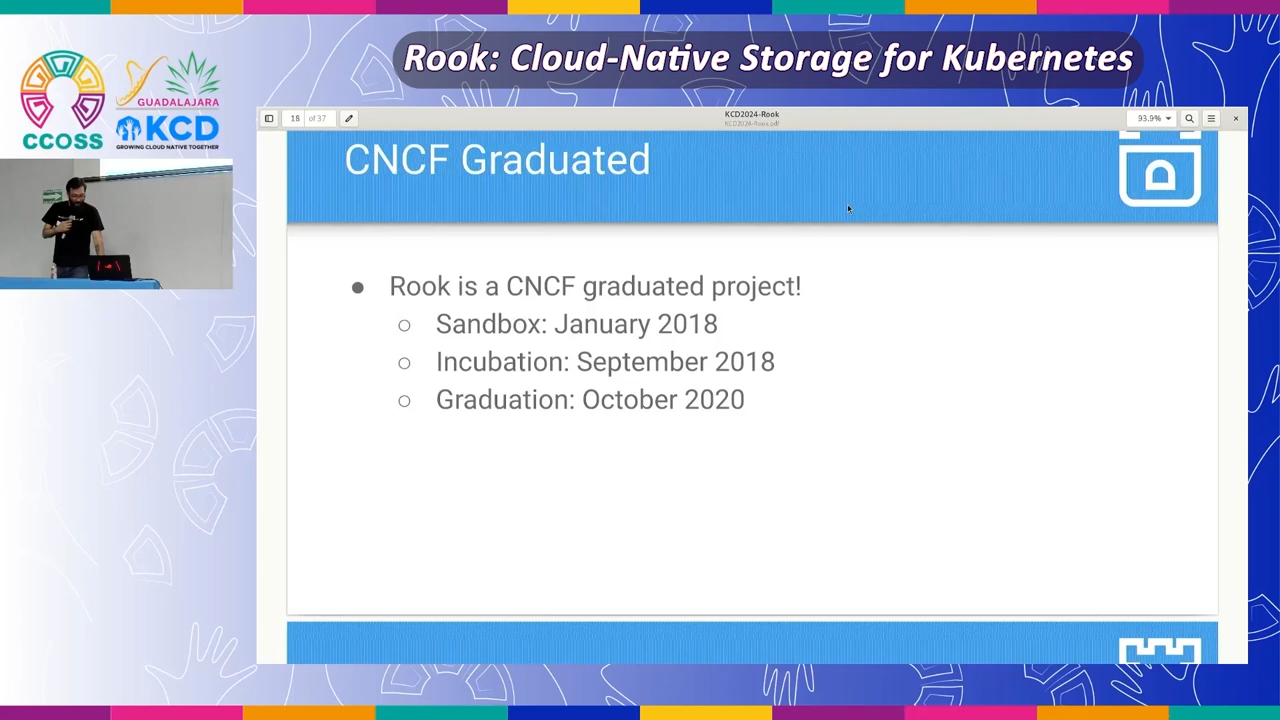 Rook: Cloud-Native Storage for Kubernetes
GUADALAJARA
CCOSS
KCD
GROWING CLOUD NATIVE TOGETHER
18 of 37
KCD2024-Rook
KCD2024-Rook.pdf
93.9%
CNCF Graduated
● Rook is a CNCF graduated project!
○ Sandbox: January 2018
○ Incubation: September 2018
○ Graduation: October 2020